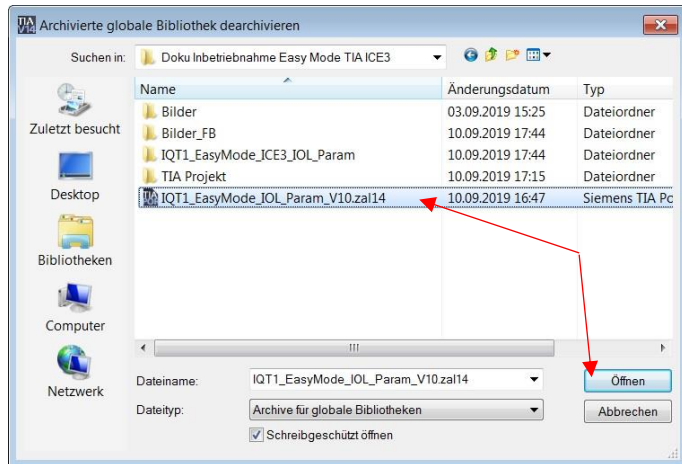 Archivierte globale Bibliothek dearchivieren
Suchen in: Doku Inbetriebnahme Easy Mode TIA ICE3
Name Änderungsdatum Typ
Bilder 03.09.2019 15:25 Dateiordner
Bilder_FB 10.09.2019 17:44 Dateiordner
IQT1_EasyMode_ICE3_IOL_Param 10.09.2019 17:44 Dateiordner
TIA Projekt 10.09.2019 17:15 Dateiordner
IQT1_EasyMode_IOL_Param_V10.zal14 10.09.2019 16:47 Siemens TIA Po
Zuletzt besucht
Desktop
Bibliotheken
Computer
Netzwerk
Dateiname: IQT1_EasyMode_IOL_Param_V10.zal14 Öffnen
Dateityp: Archive für globale Bibliotheken Abbrechen
Schreibgeschützt öffnen